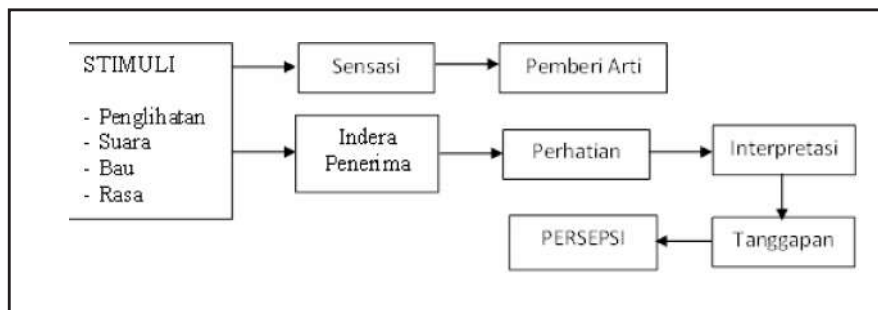 STIMULI
- Penglihatan
- Suara
- Bau
- Rasa
Sensasi
Pemberi Arti
Indera
Penerima
Perhatian
Interpretasi
Tanggapan
PERSEPSI